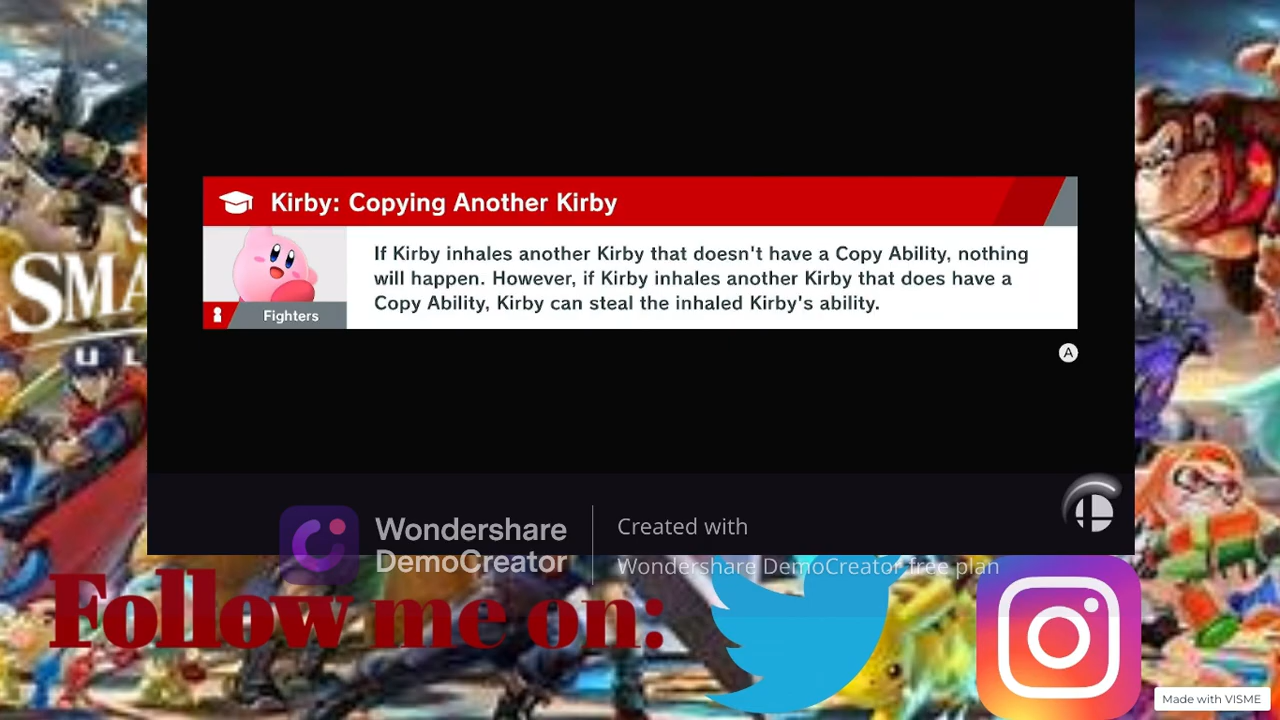 Kirby: Copying Another Kirby
If Kirby inhales another Kirby that doesn't have a Copy Ability, nothing
will happen. However, if Kirby inhales another Kirby that does have a
Copy Ability, Kirby can steal the inhaled Kirby's ability.
Fighters
A
S
SMA
UL
Wondershare
DemoCreator
Created with
Wondershare DemoCreator free plan
Follow me on:
Made with VISME